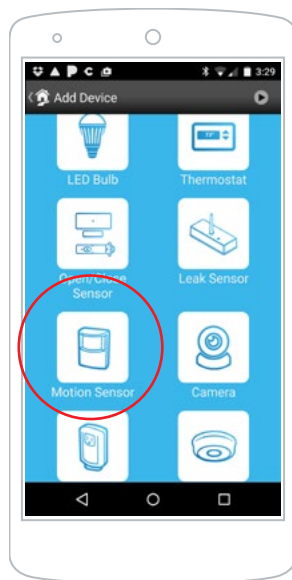 3:29
Add Device
LED Bulb
Thermostat
Open/Close
Sensor
Leak Sensor
Motion Sensor
Camera